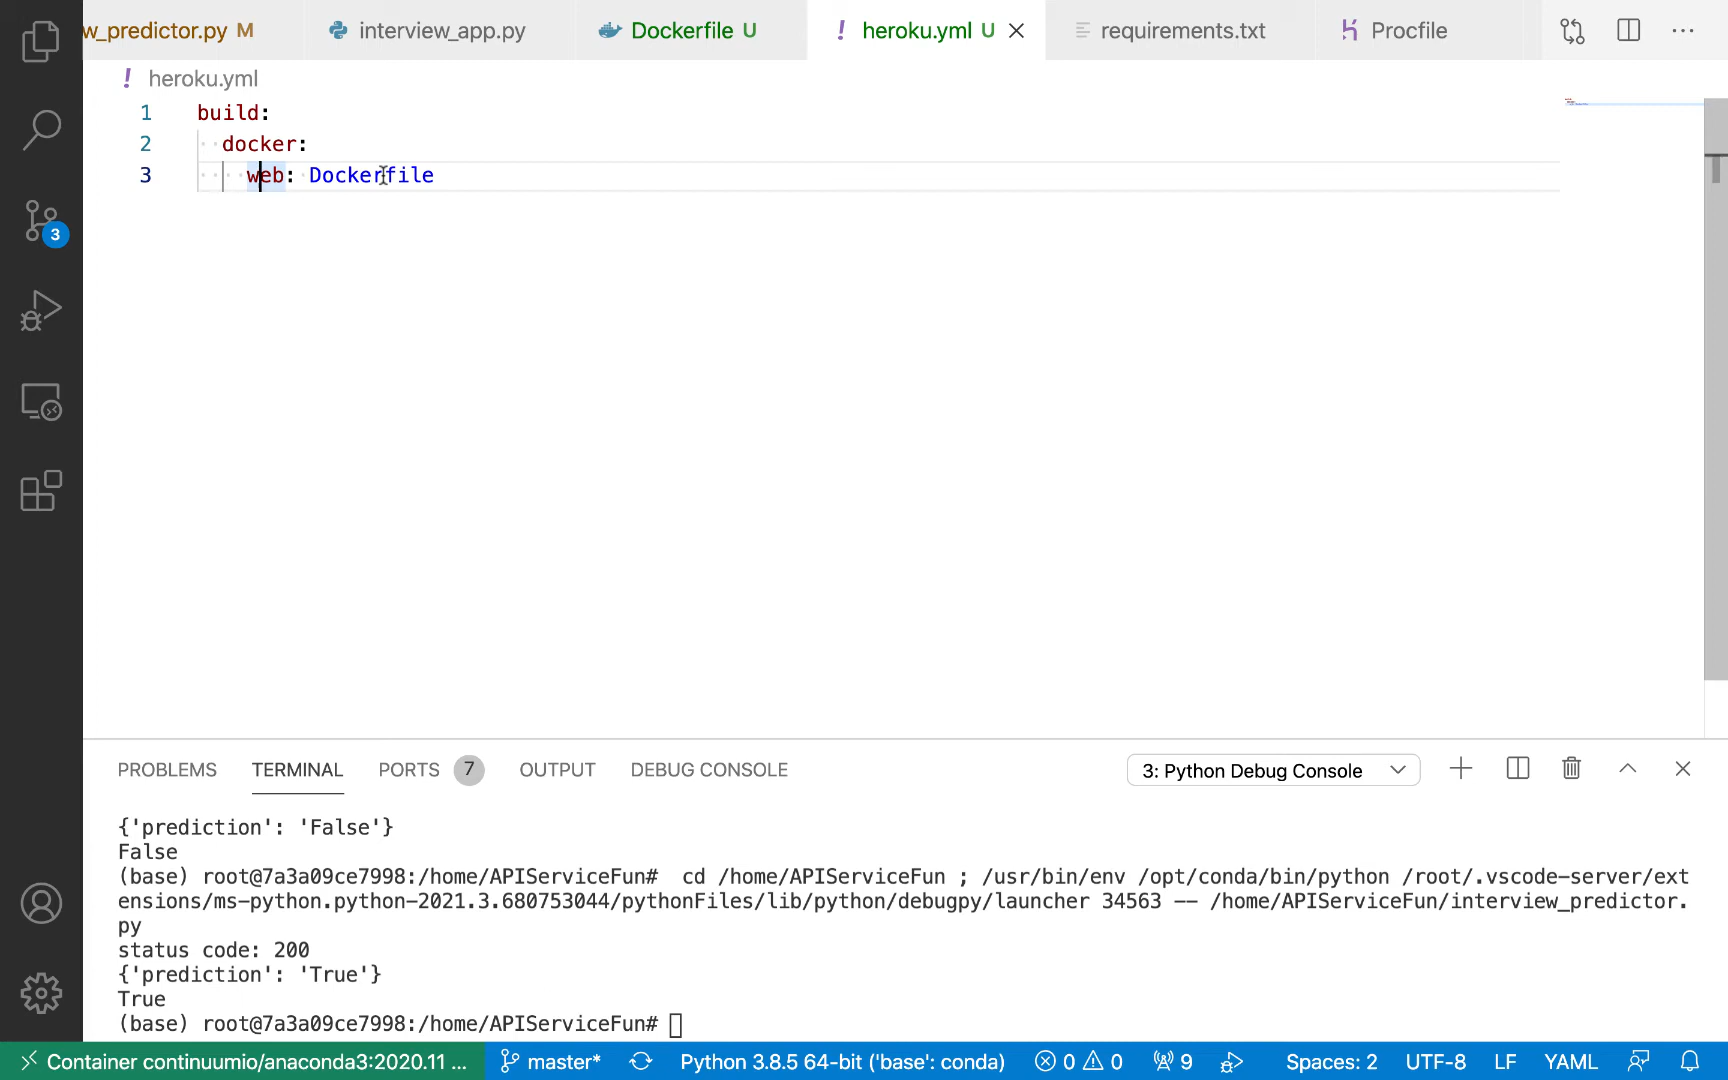 w_predictor.py M
interview_app.py
Dockerfile U
! heroku.yml U
requirements.txt
Procfile
! heroku.yml
1 build:
2 docker:
3 web: Dockerfile
3
PROBLEMS TERMINAL PORTS 7 OUTPUT DEBUG CONSOLE
3: Python Debug Console
{'prediction': 'False'}
False
(base) root@7a3a09ce7998:/home/APIServiceFun# cd /home/APIServiceFun ; /usr/bin/env /opt/conda/bin/python /root/.vscode-server/ext
ensions/ms-python.python-2021.3.680753044/pythonFiles/lib/python/debugpy/launcher 34563 -- /home/APIServiceFun/interview_predictor.
py
status code: 200
{'prediction': 'True'}
True
(base) root@7a3a09ce7998:/home/APIServiceFun#
Container continuumio/anaconda3:2020.11 ... master* Python 3.8.5 64-bit ('base': conda) 0 0 9 Spaces: 2 UTF-8 LF YAML